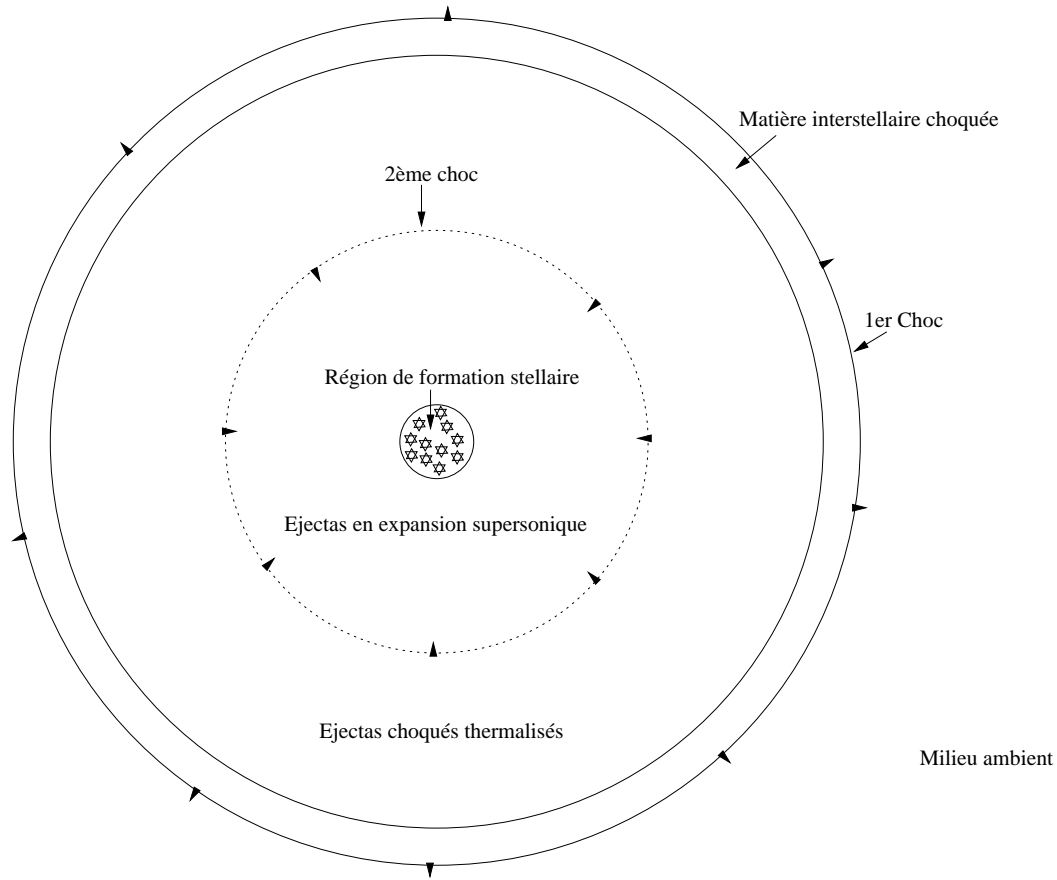 Matière interstellaire choquée
2ème choc
1er Choc
Région de formation stellaire
Ejectas en expansion supersonique
Ejectas choqués thermalisés
Milieu ambient